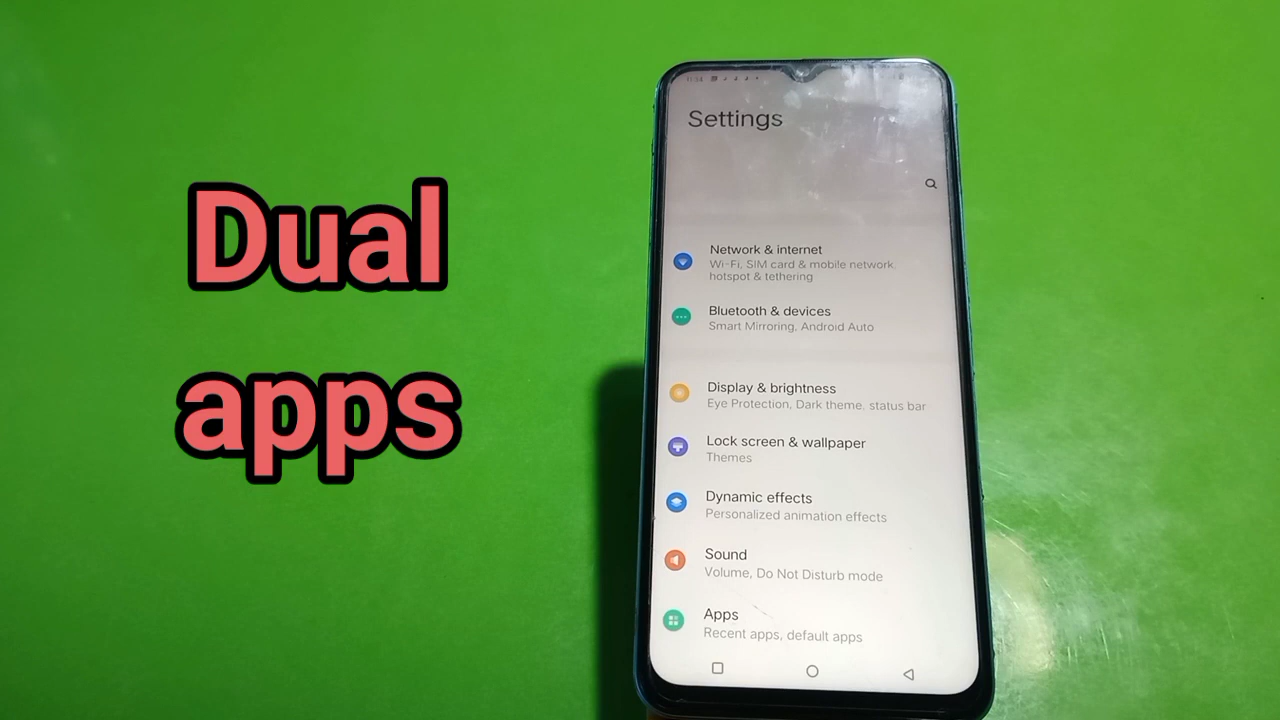 Dual
apps
Settings
Network & internet
Wi-Fi, SIM card & mobile network,
hotspot & tethering
Bluetooth & devices
Smart Mirroring, Android Auto
Display & brightness
Eye Protection, Dark theme, status bar
Lock screen & wallpaper
Themes
Dynamic effects
Personalized animation effects
Sound
Volume, Do Not Disturb mode
Apps
Recent apps, default apps